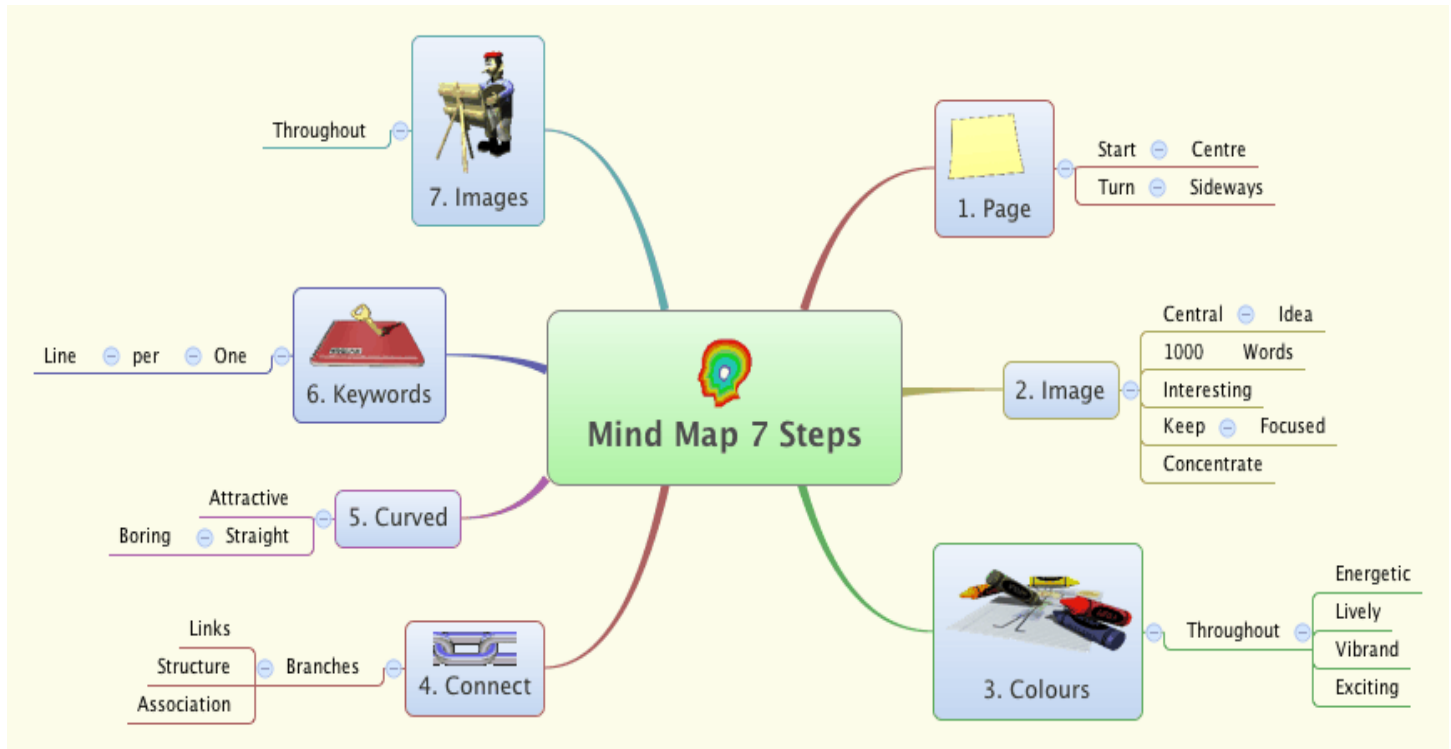 Mind Map 7 Steps
1. Page
Start Centre
Turn Sideways
2. Image
Central Idea
1000 Words
Interesting
Keep Focused
Concentrate
3. Colours
Throughout
Energetic
Lively
Vibrand
Exciting
4. Connect
Branches
Links
Structure
Association
5. Curved
Attractive
Straight Boring
6. Keywords
One per Line
7. Images
Throughout